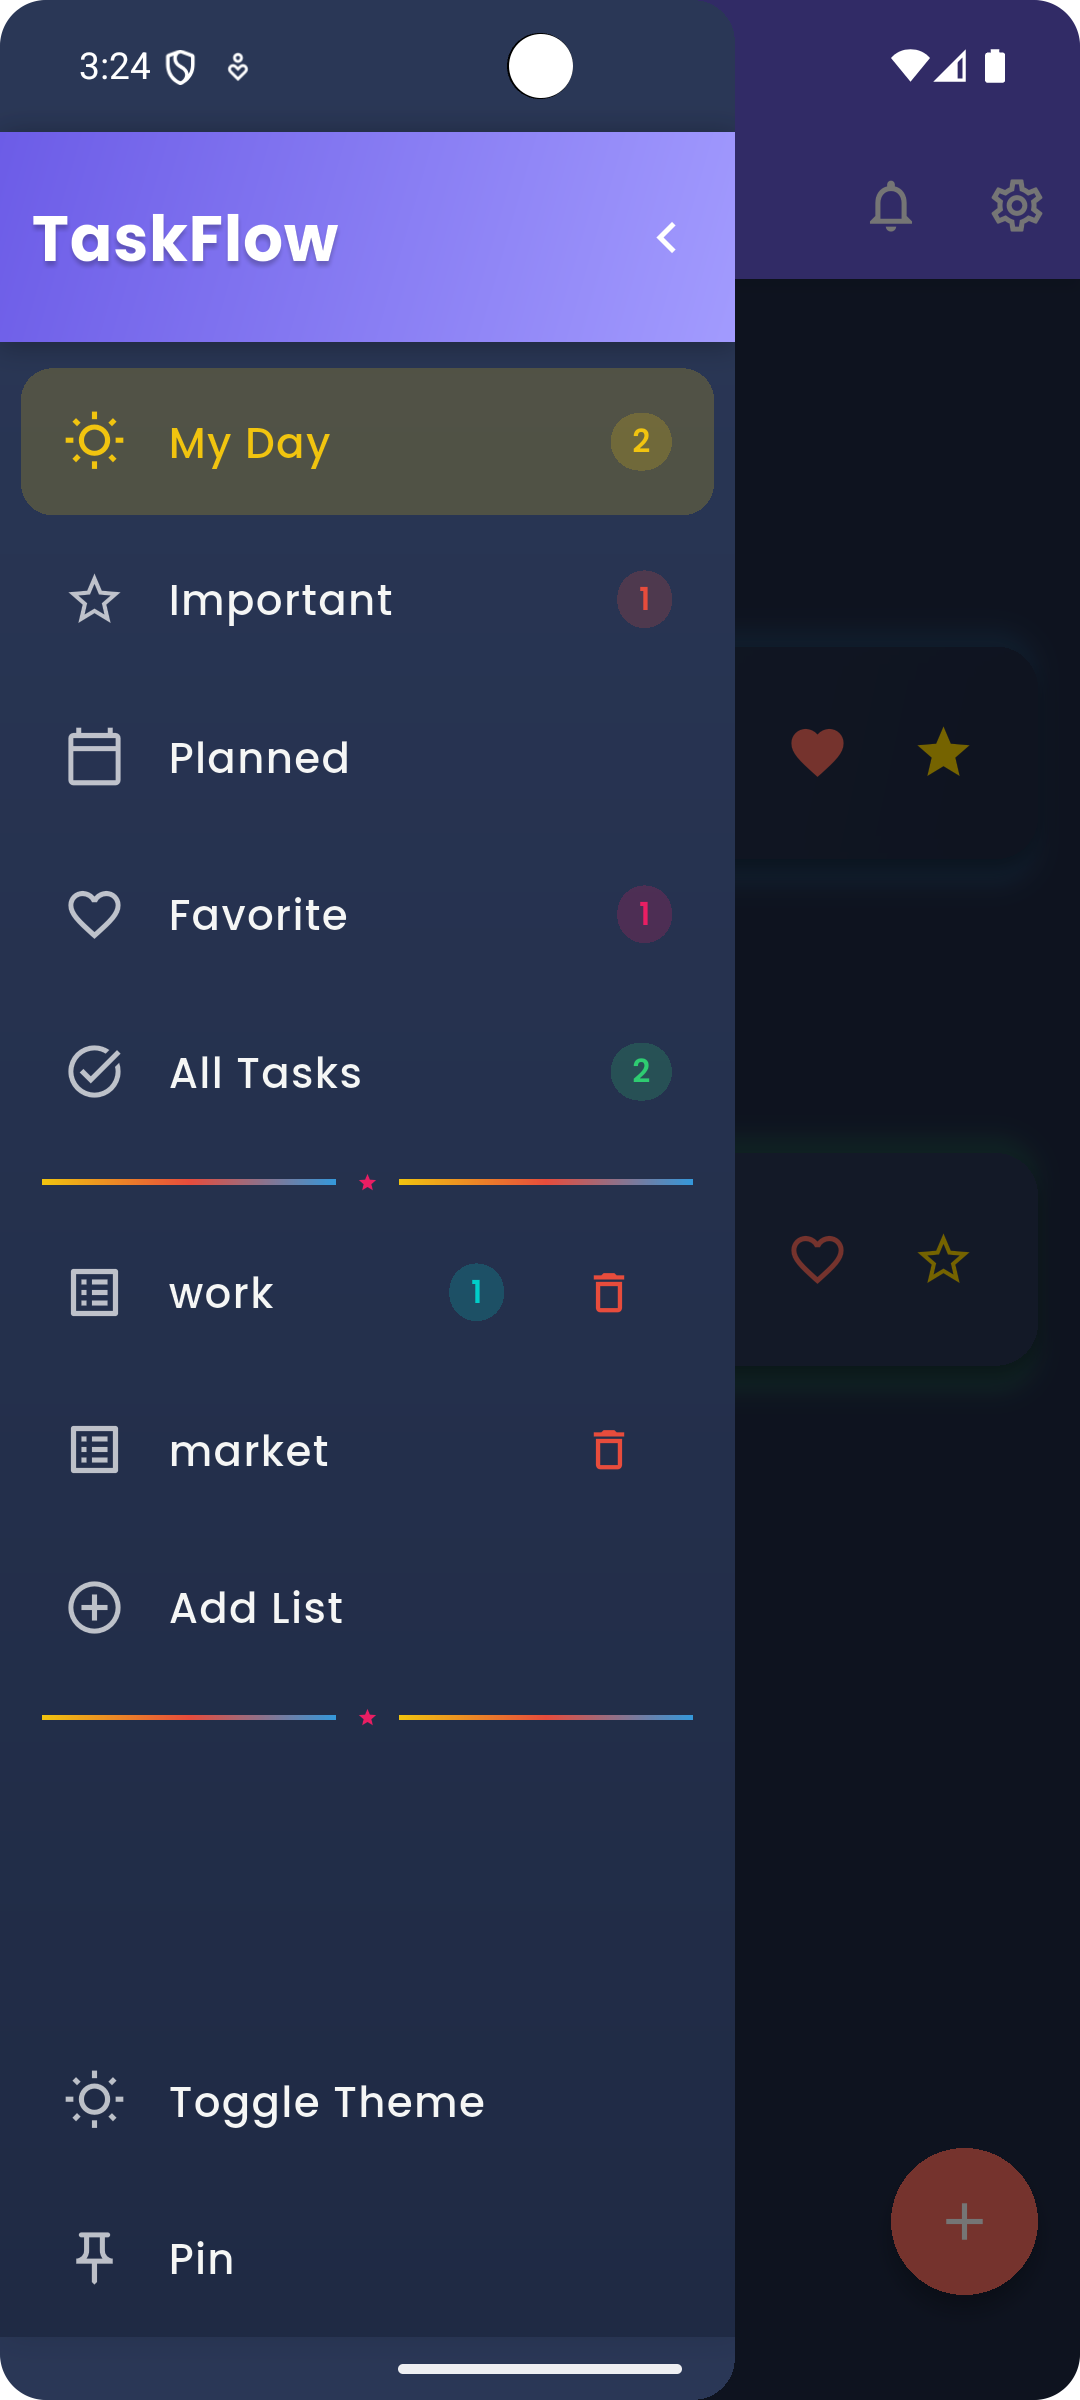 3:24
TaskFlow
My Day 2
Important 1
Planned
Favorite 1
All Tasks 2
work 1
market
Add List
Toggle Theme
Pin